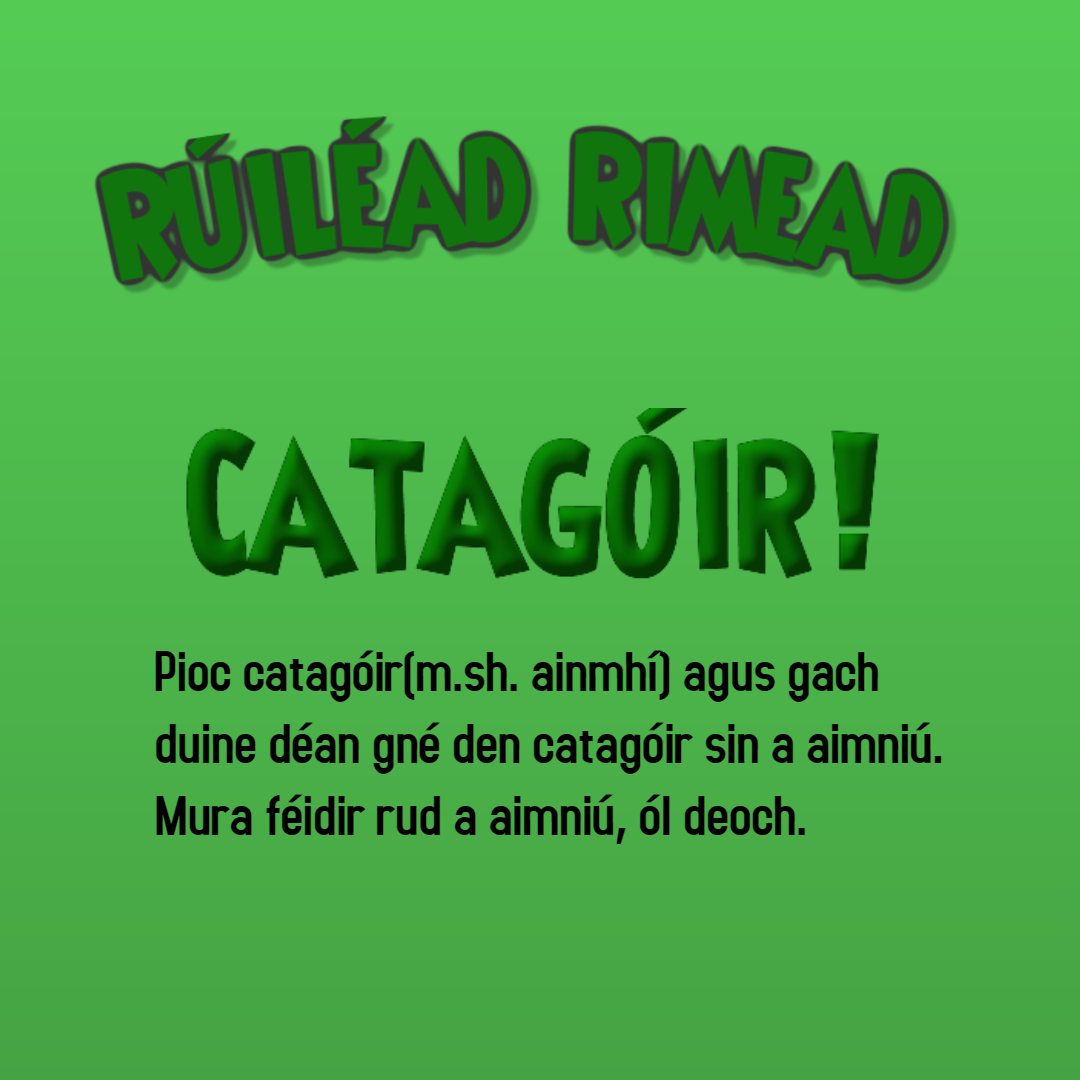 RÚILÉAD RIMEAD
CATAGÓIR!
Pioc catagóir(m.sh. ainmhí) agus gach
duine déan gné den catagóir sin a aimniú.
Mura féidir rud a aimniú, ól deoch.